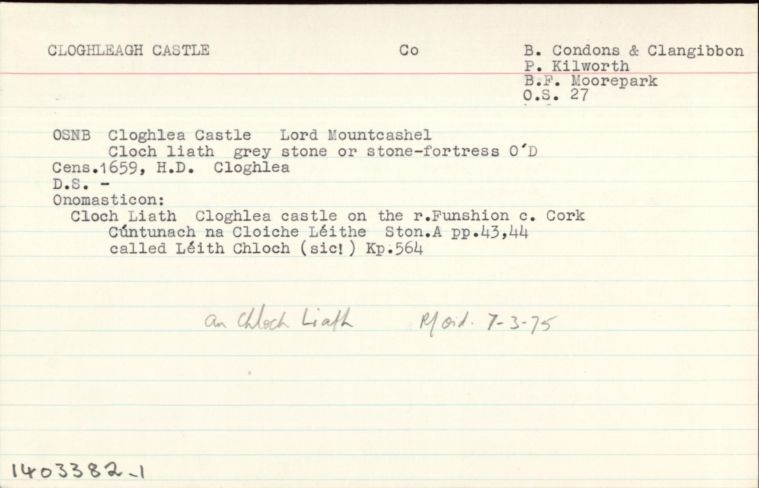 CLOGHLEAGH CASTLE Co B. Condons & Clangibbon
P. Kilworth
B.F. Moorepark
O.S. 27
OSNB Cloghlea Castle Lord Mountcashel
Cloch liath grey stone or stone-fortress O'D
Cens.1659, H.D. Cloghlea
D.S. -
Onomasticon:
Cloch Liath Cloghlea castle on the r.Funshion c. Cork
Cúntunach na Cloiche Léithe Ston.A pp.43,44
called Léith Chloch (sic!) Kp.564
an Chloch Liath 7-3-75
1403382-1